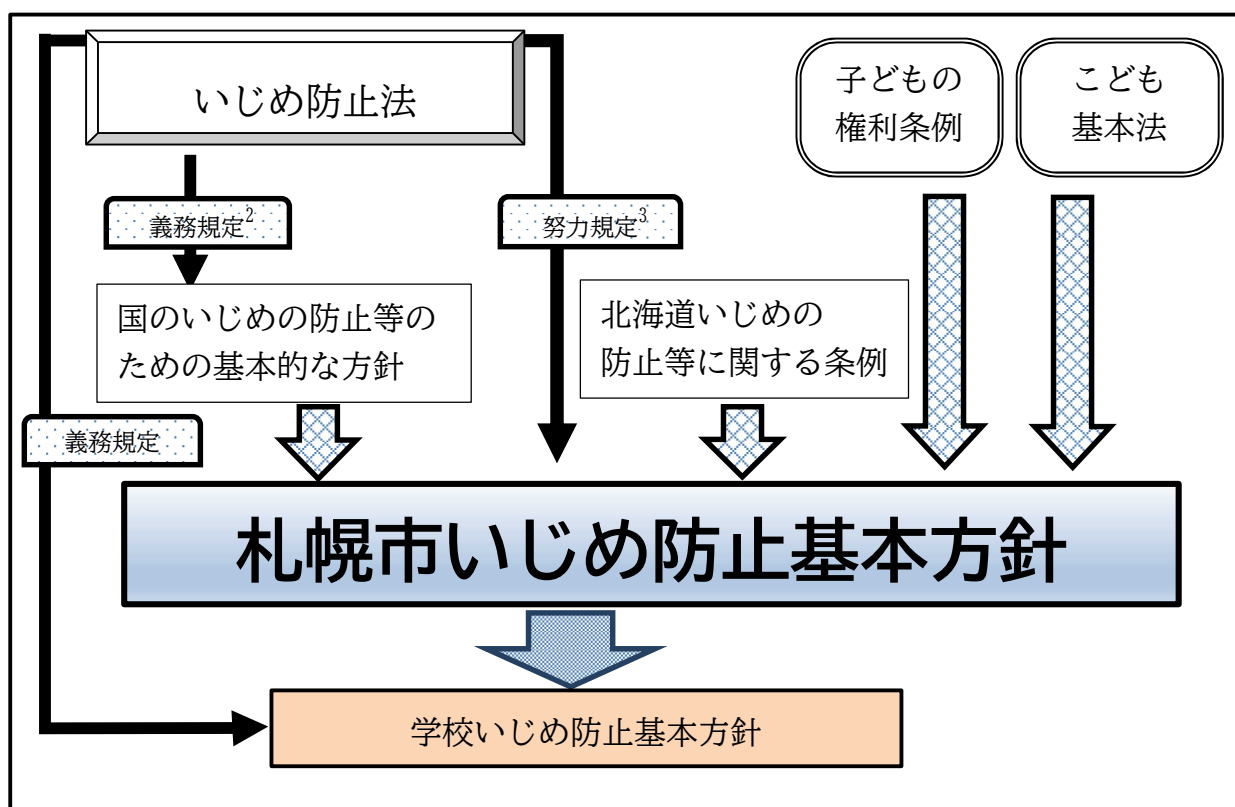 いじめ防止法
子どもの
権利条例
こども
基本法
義務規定2
努力規定3
国のいじめの防止等の
ための基本的な方針
北海道いじめの
防止等に関する条例
義務規定
札幌市いじめ防止基本方針
学校いじめ防止基本方針